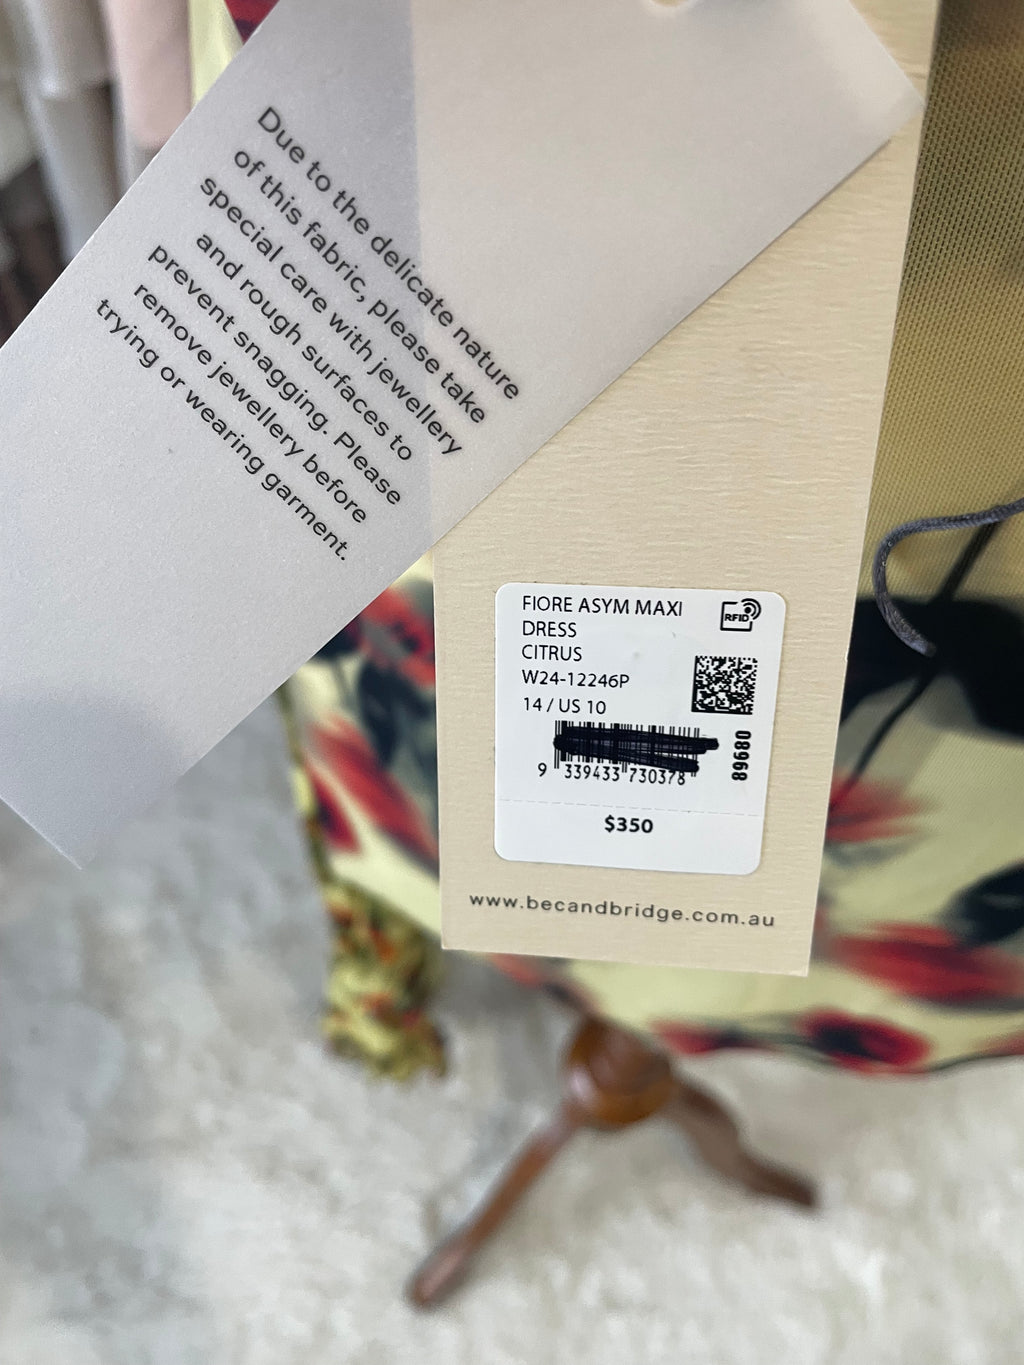 Due to the delicate nature
of this fabric, please take
special care with jewellery
and rough surfaces to
prevent snagging. Please
remove jewellery before
trying or wearing garment.
FIORE ASYM MAXI
DRESS
CITRUS
W24-12246P
14 / US 10
RFID
9 339433 730378
89680
$350
www.becandbridge.com.au